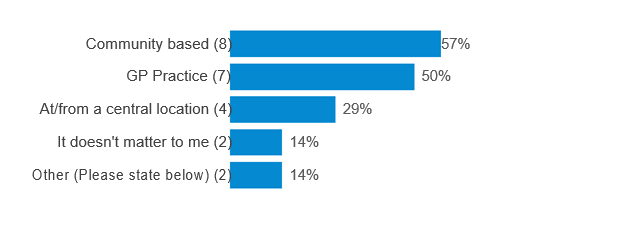 Community based (8) 57%
GP Practice (7) 50%
At/from a central location (4) 29%
It doesn't matter to me (2) 14%
Other (Please state below) (2) 14%